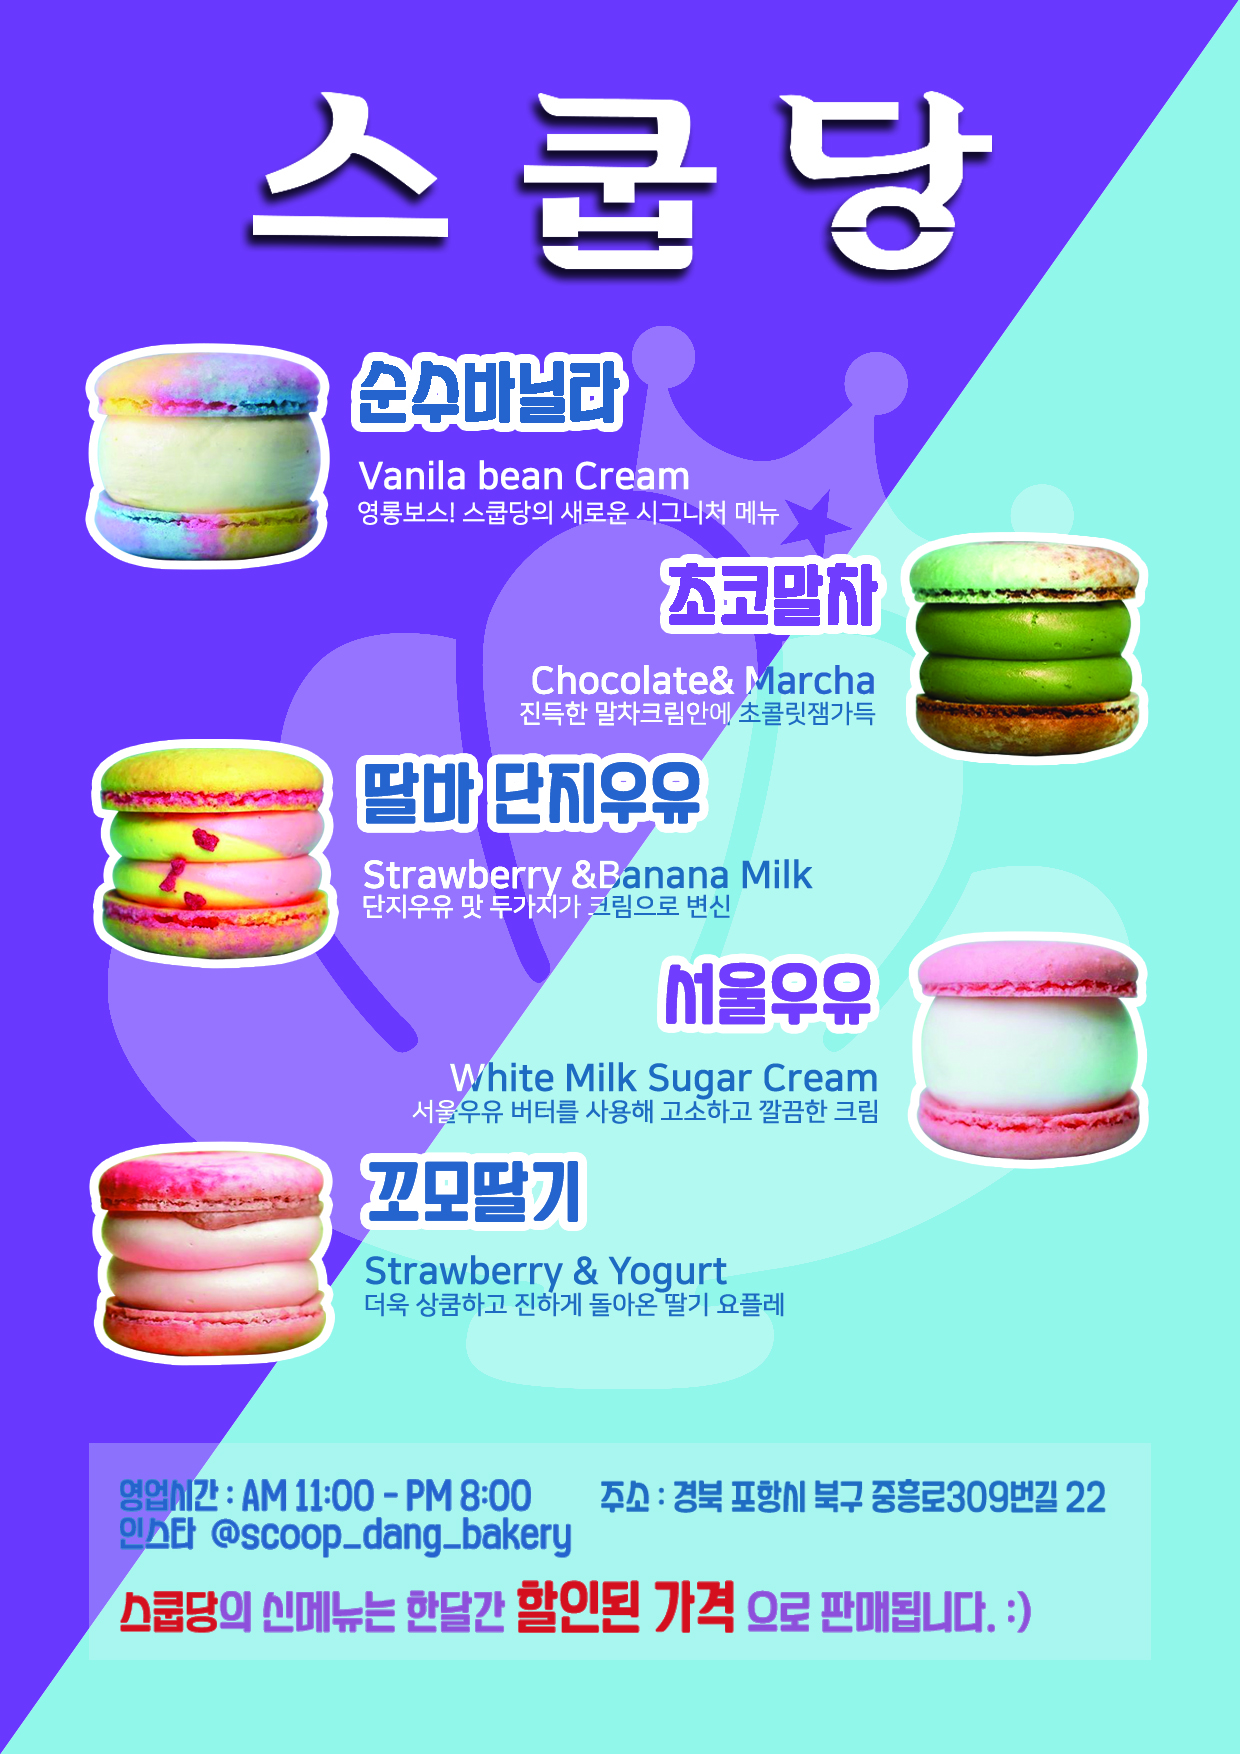 스쿱당
순수바닐라
Vanila bean Cream
영롱보스! 스쿱당의 새로운 시그니처 메뉴
초코말차
Chocolate& Marcha
진득한 말차크림안에 초콜릿잼가득
딸바 단지우유
Strawberry &Banana Milk
단지우유 맛 두가지가 크림으로 변신
서울우유
White Milk Sugar Cream
서울우유 버터를 사용해 고소하고 깔끔한 크림
꼬모딸기
Strawberry & Yogurt
더욱 상쿰하고 진하게 돌아온 딸기 요플레
영업시간 : AM 11:00 - PM 8:00
주소 : 경북 포항시 북구 중흥로309번길 22
인스타 @scoop_dang_bakery
스쿱당의 신메뉴는 한달간 할인된 가격 으로 판매됩니다. :)